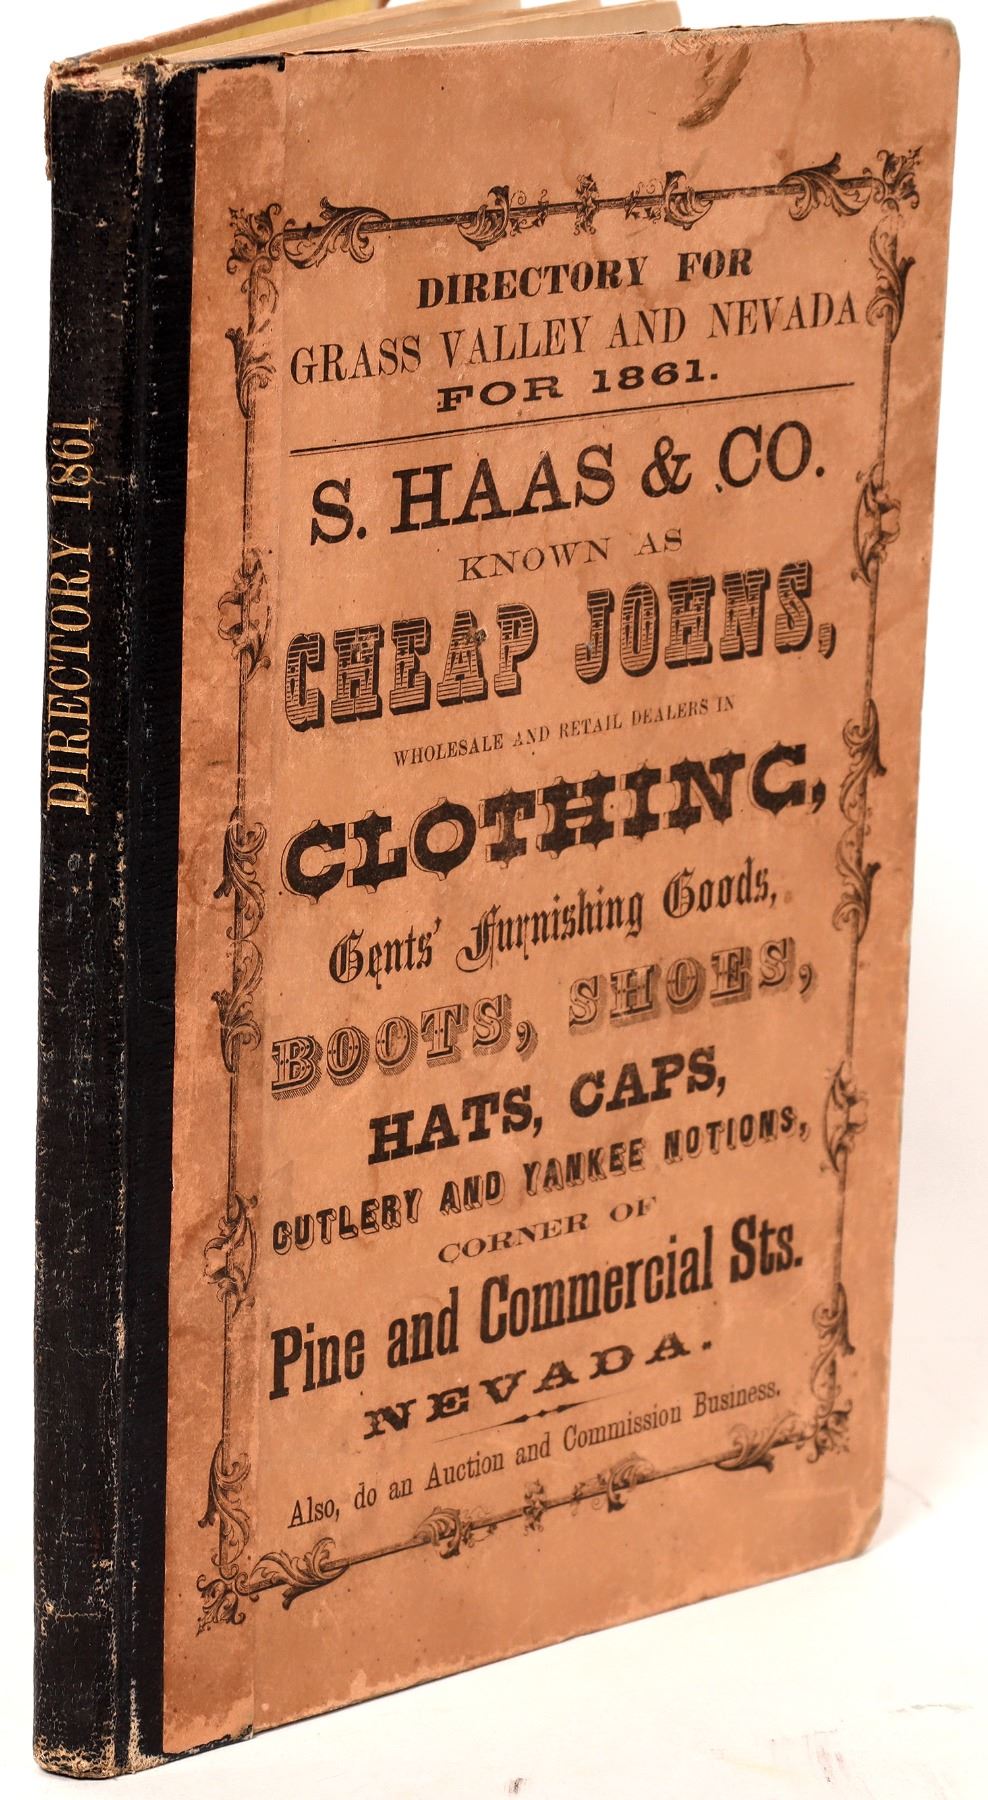 DIRECTORY 1861
DIRECTORY FOR
GRASS VALLEY AND NEVADA
FOR 1861.
S. HAAS & CO.
KNOWN AS
CHEAP JOHNS,
WHOLESALE AND RETAIL DEALERS IN
CLOTHING,
Gents' Furnishing Goods,
BOOTS, SHOES,
HATS, CAPS,
CUTLERY AND YANKEE NOTIONS,
CORNER OF
Pine and Commercial Sts.
NEVADA.
Also, do an Auction and Commission Business.